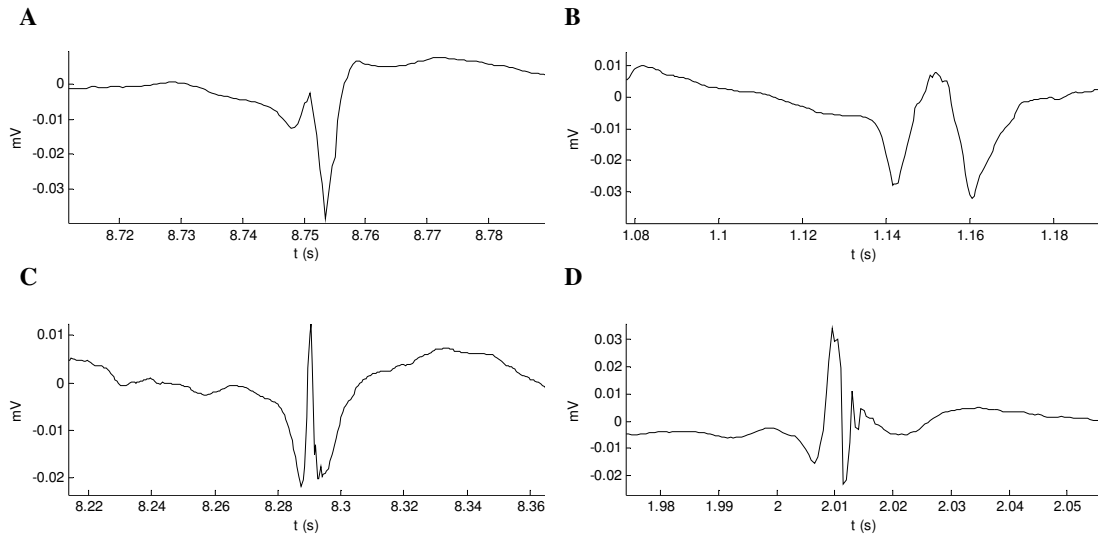 A
0
-0.01
-0.02
-0.03
mV
8.72 8.73 8.74 8.75 8.76 8.77 8.78
t (s)
B
0.01
0
-0.01
-0.02
-0.03
mV
1.08 1.1 1.12 1.14 1.16 1.18
t (s)
C
0.01
0
-0.01
-0.02
mV
8.22 8.24 8.26 8.28 8.3 8.32 8.34 8.36
t (s)
D
0.03
0.02
0.01
0
-0.01
-0.02
mV
1.98 1.99 2 2.01 2.02 2.03 2.04 2.05
t (s)